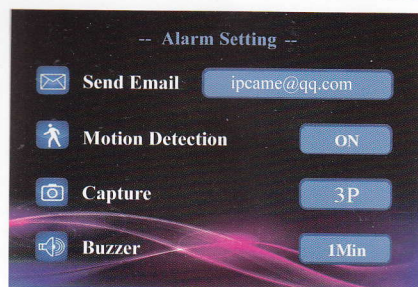 -- Alarm Setting --
Send Email ipcame@qq.com
Motion Detection ON
Capture 3P
Buzzer 1Min